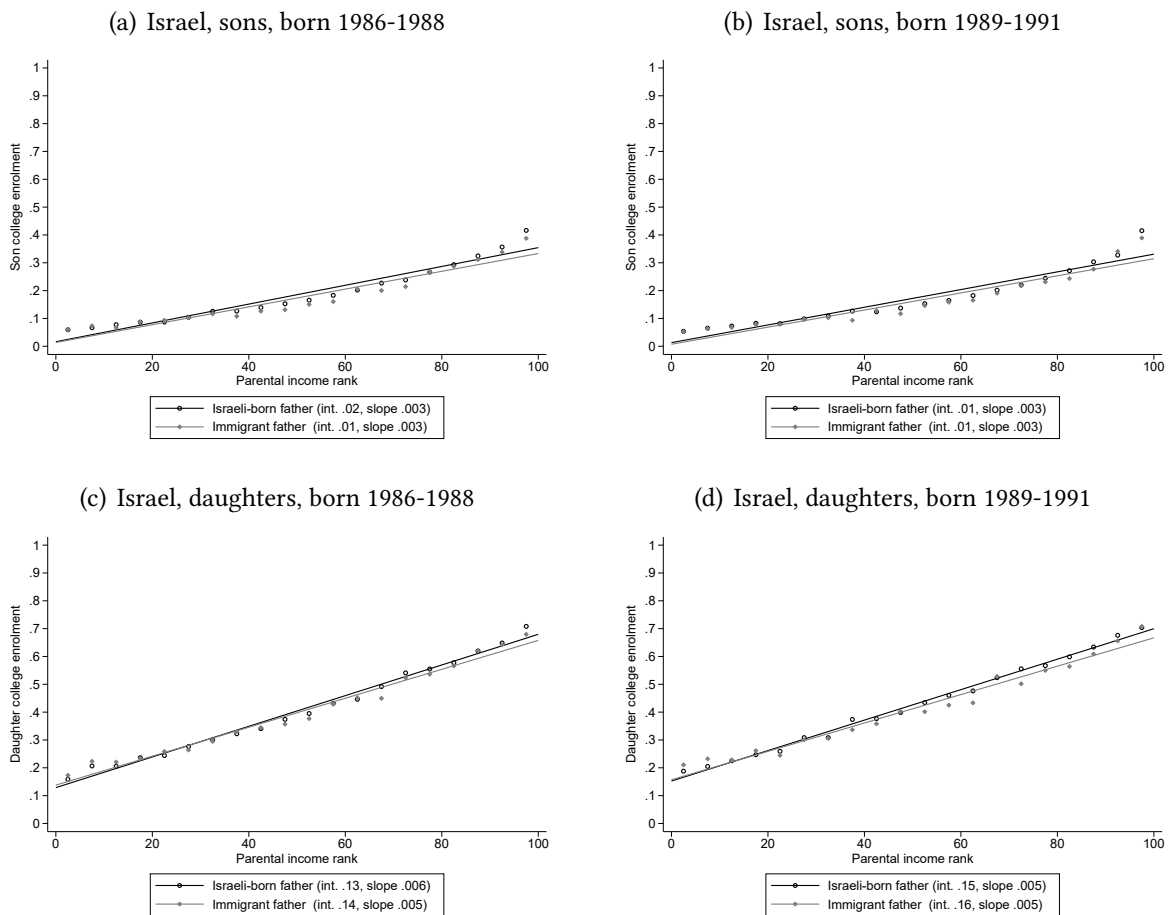 (a) Israel, sons, born 1986-1988
1
.9
.8
.7
.6
.5
.4
.3
.2
.1
0
Son college enrolment
0 20 40 60 80 100
Parental income rank
Israeli-born father (int. .02, slope .003)
Immigrant father (int. .01, slope .003)
(b) Israel, sons, born 1989-1991
1
.9
.8
.7
.6
.5
.4
.3
.2
.1
0
Son college enrolment
0 20 40 60 80 100
Parental income rank
Israeli-born father (int. .01, slope .003)
Immigrant father (int. .01, slope .003)
(c) Israel, daughters, born 1986-1988
1
.9
.8
.7
.6
.5
.4
.3
.2
.1
0
Daughter college enrolment
0 20 40 60 80 100
Parental income rank
Israeli-born father (int. .13, slope .006)
Immigrant father (int. .14, slope .005)
(d) Israel, daughters, born 1989-1991
1
.9
.8
.7
.6
.5
.4
.3
.2
.1
0
Daughter college enrolment
0 20 40 60 80 100
Parental income rank
Israeli-born father (int. .15, slope .005)
Immigrant father (int. .16, slope .005)